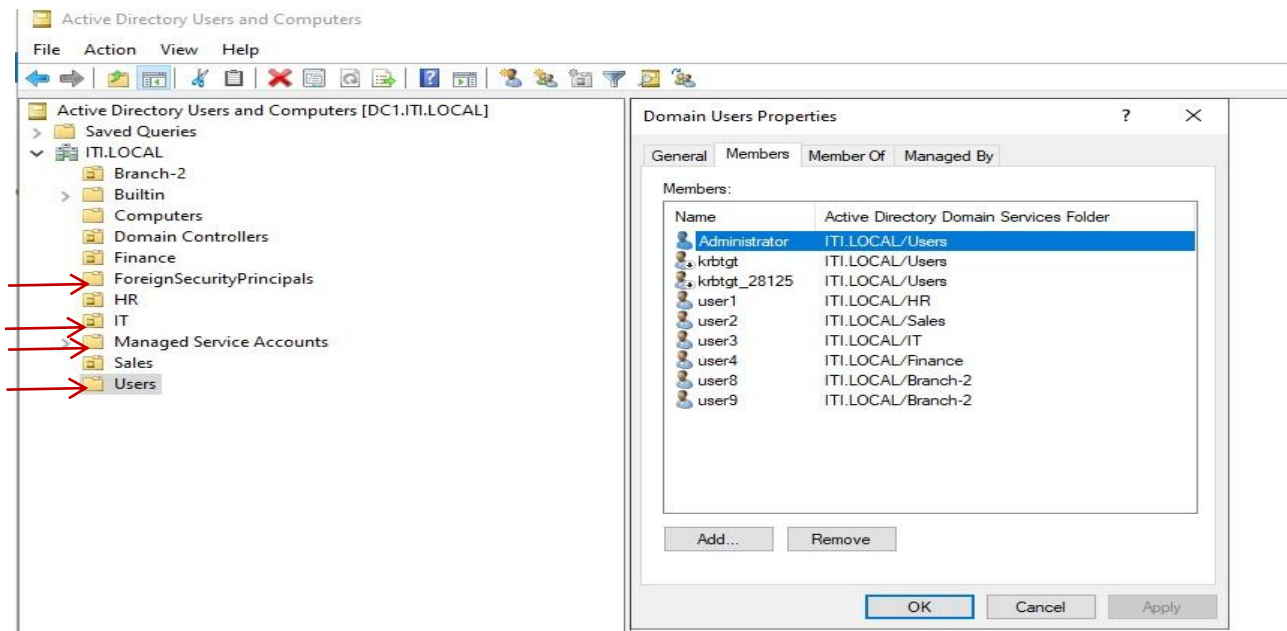 Active Directory Users and Computers
File Action View Help
Active Directory Users and Computers [DC1.ITI.LOCAL]
Saved Queries
ITI.LOCAL
Branch-2
Builtin
Computers
Domain Controllers
Finance
ForeignSecurityPrincipals
HR
IT
Managed Service Accounts
Sales
Users
Domain Users Properties ? ×
General Members Member Of Managed By
Members:
Name Active Directory Domain Services Folder
Administrator ITI.LOCAL/Users
krbtgt ITI.LOCAL/Users
krbtgt_28125 ITI.LOCAL/Users
user1 ITI.LOCAL/HR
user2 ITI.LOCAL/Sales
user3 ITI.LOCAL/IT
user4 ITI.LOCAL/Finance
user8 ITI.LOCAL/Branch-2
user9 ITI.LOCAL/Branch-2
Add... Remove
OK Cancel Apply